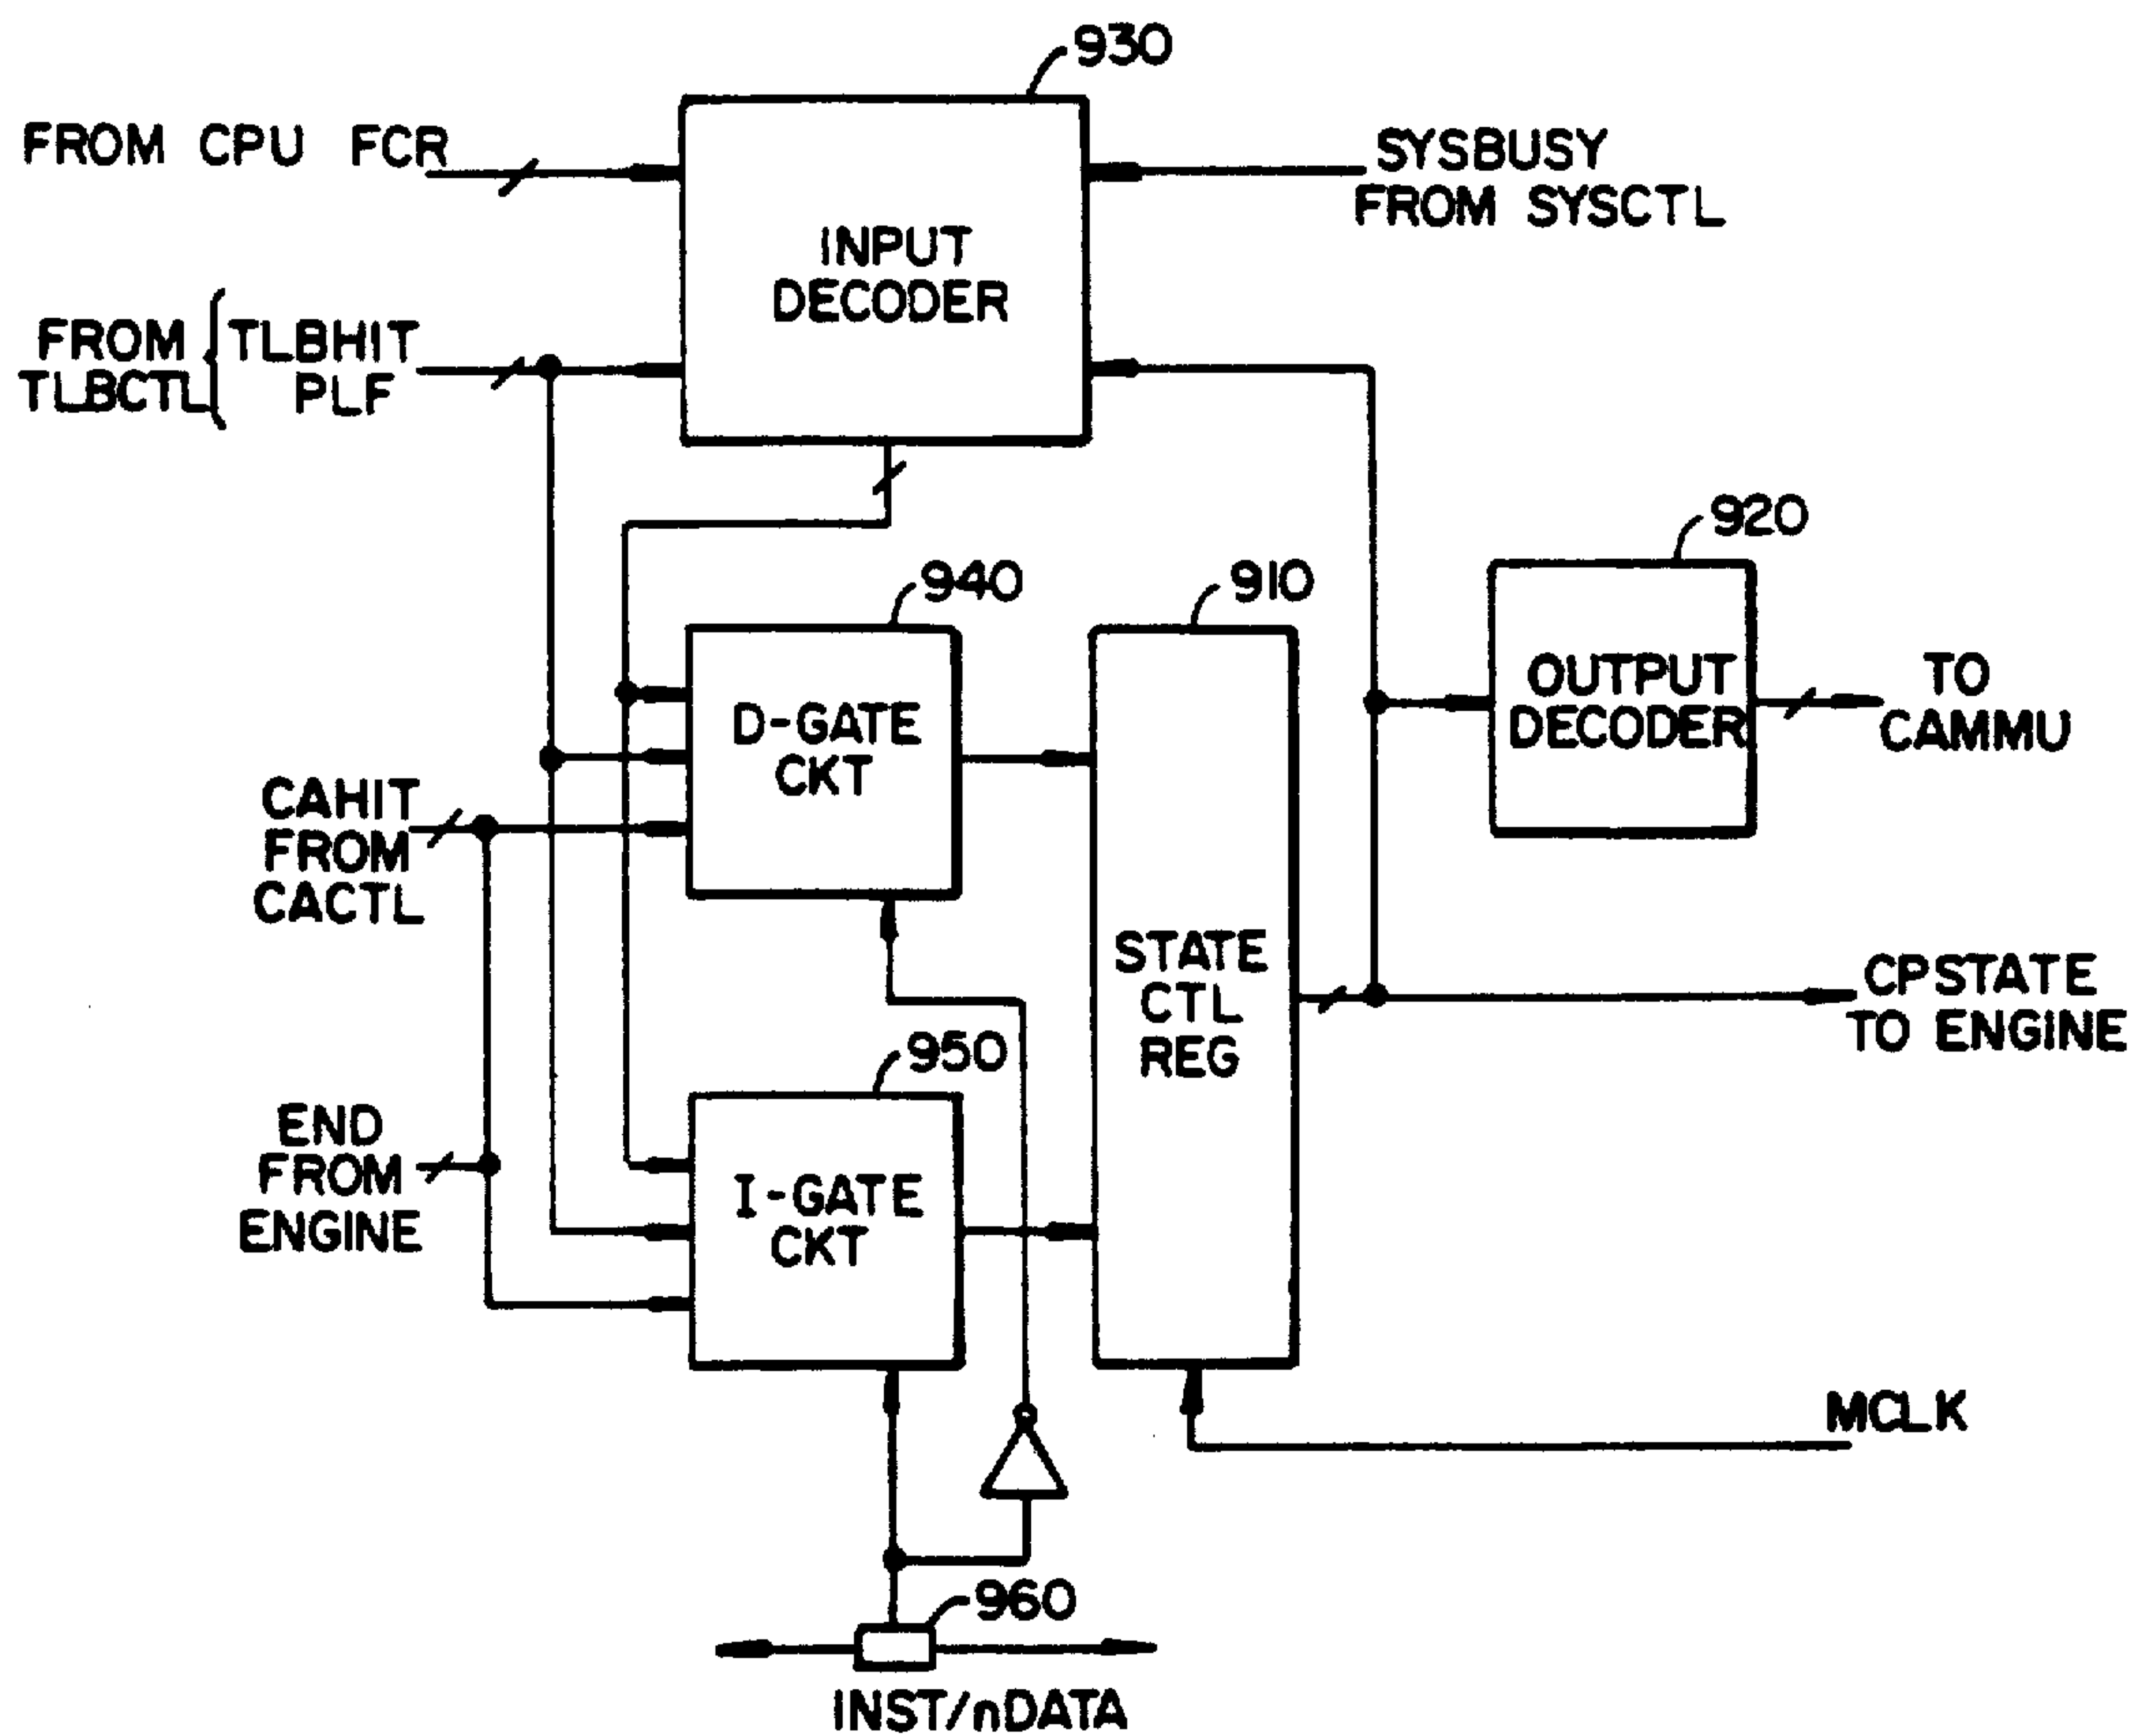 930
FROM CPU FCR
SYSBUSY
FROM SYSCTL
INPUT
DECODER
FROM TLBHIT
TLBCTL PLF
920
940
910
OUTPUT
DECODER
TO
CAMMU
D-GATE
CKT
CAHIT
FROM
CACTL
STATE
CTL
REG
CPSTATE
TO ENGINE
950
END
FROM
ENGINE
I-GATE
CKT
MCLK
960
INST/nDATA